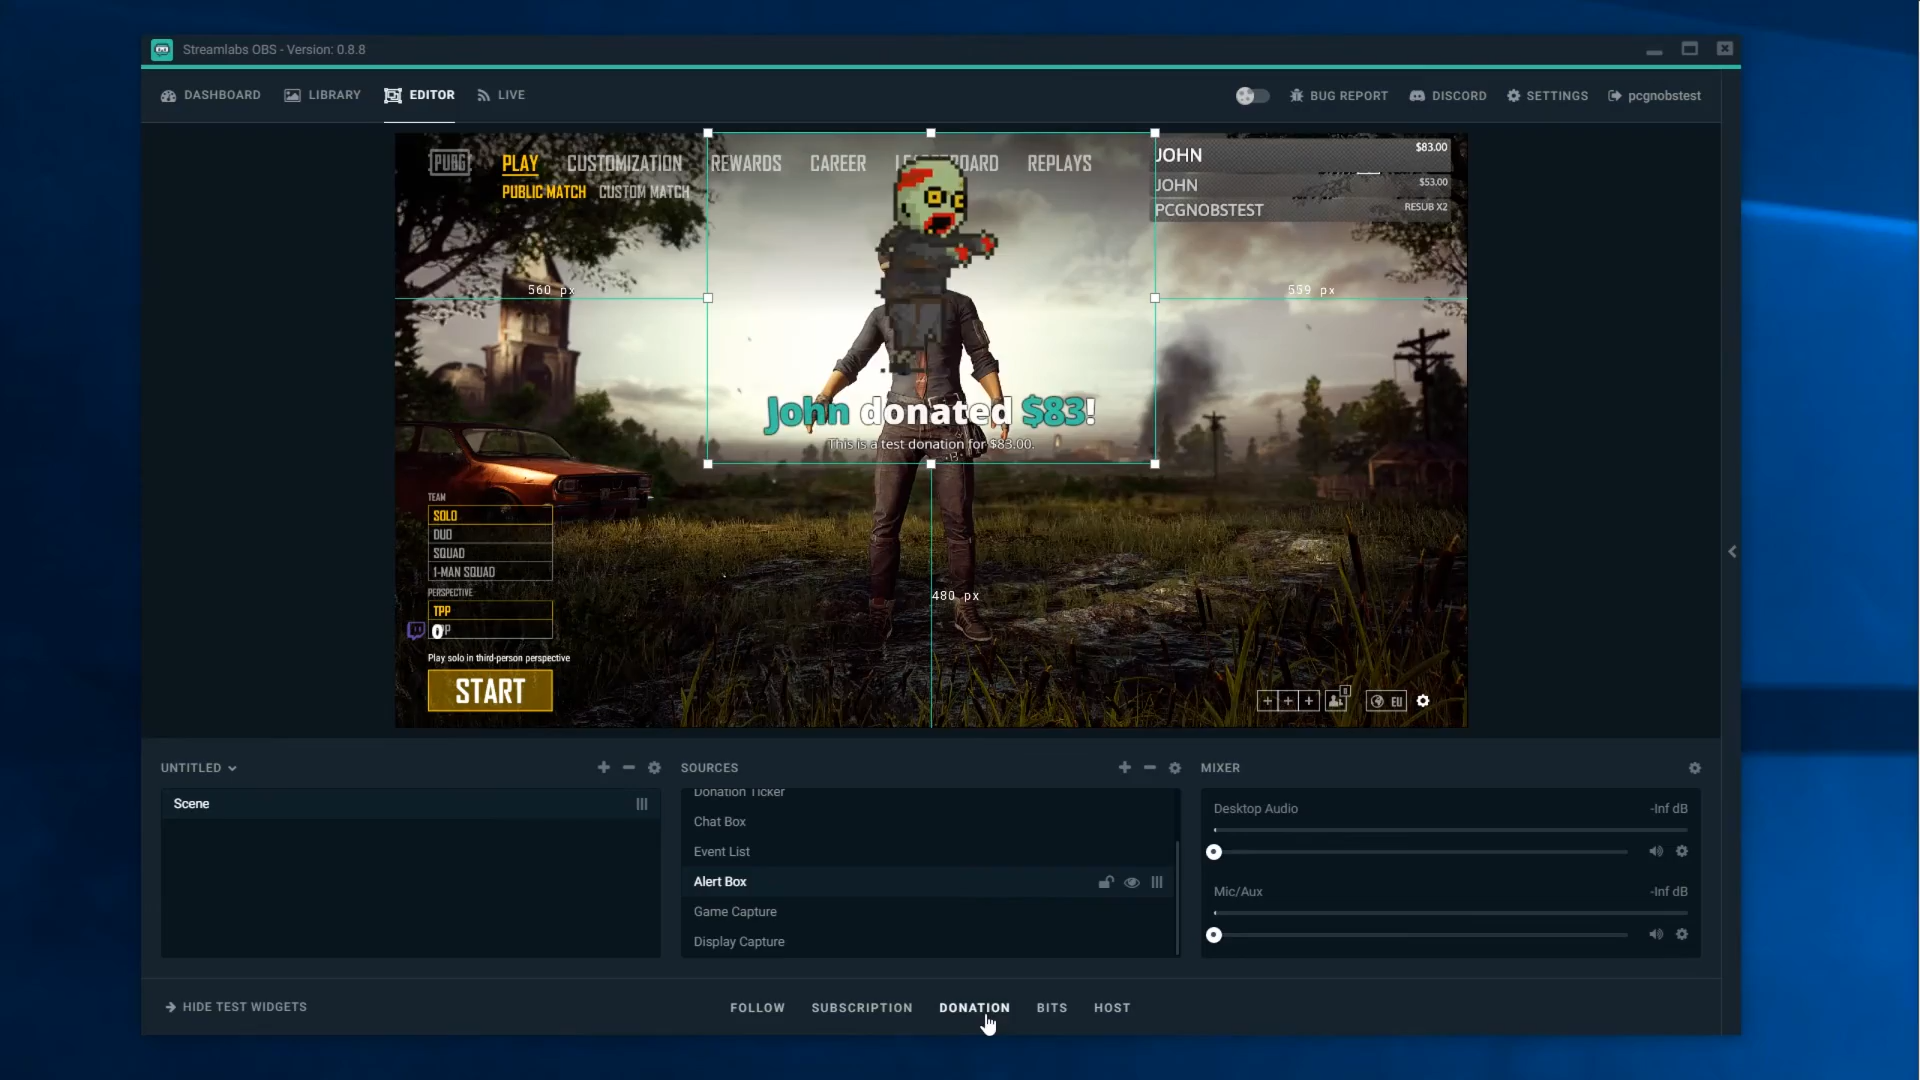 Streamlabs OBS - Version: 0.8.8
DASHBOARD LIBRARY EDITOR LIVE BUG REPORT DISCORD SETTINGS pcgnobstest
PUBG PLAY CUSTOMIZATION REWARDS CAREER REPLAYS
PUBLIC MATCH CUSTOM MATCH
JOHN $83.00
JOHN $53.00
PCGNOBSTEST RESUB X2
560 px
559 px
John donated $83!
This is a test donation for $83.00.
480 px
TEAM
SOLO
DUO
SQUAD
1-MAN SQUAD
PERSPECTIVE
TPP
0
Play solo in third-person perspective
START
+ + + EU
UNTITLED
Scene
SOURCES
Donation Ticker
Chat Box
Event List
Alert Box
Game Capture
Display Capture
MIXER
Desktop Audio -Inf dB
Mic/Aux -Inf dB
HIDE TEST WIDGETS
FOLLOW SUBSCRIPTION DONATION BITS HOST